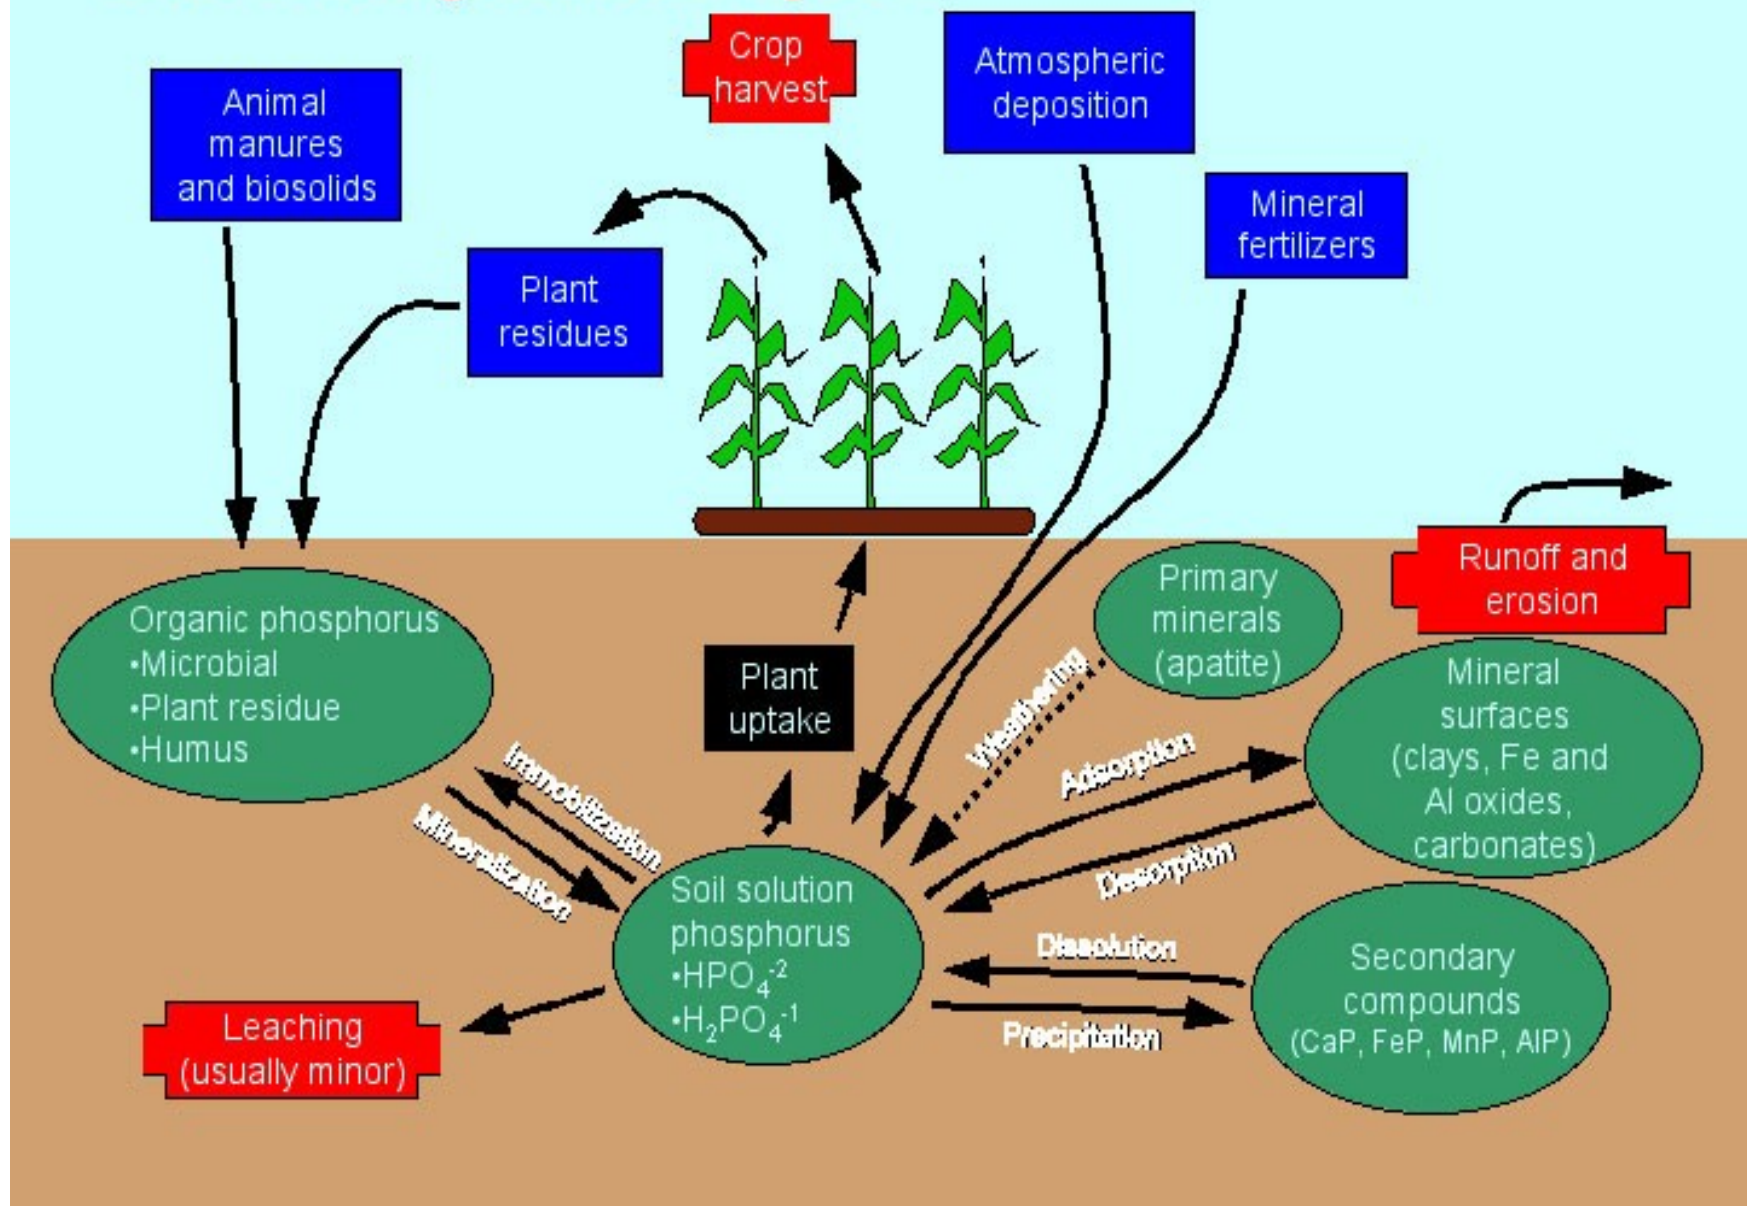 Crop
harvest
Atmospheric
deposition
Animal
manures
and biosolids
Mineral
fertilizers
Plant
residues
Runoff and
erosion
Primary
minerals
(apatite)
Organic phosphorus
•Microbial
•Plant residue
•Humus
Plant
uptake
Weathering
Mineral
surfaces
(clays, Fe and
Al oxides,
carbonates)
Adsorption
Desorption
Immobilization
Mineralization
Soil solution
phosphorus
•HPO₄⁻²
•H₂PO₄⁻¹
Dissolution
Precipitation
Secondary
compounds
(CaP, FeP, MnP, AlP)
Leaching
(usually minor)